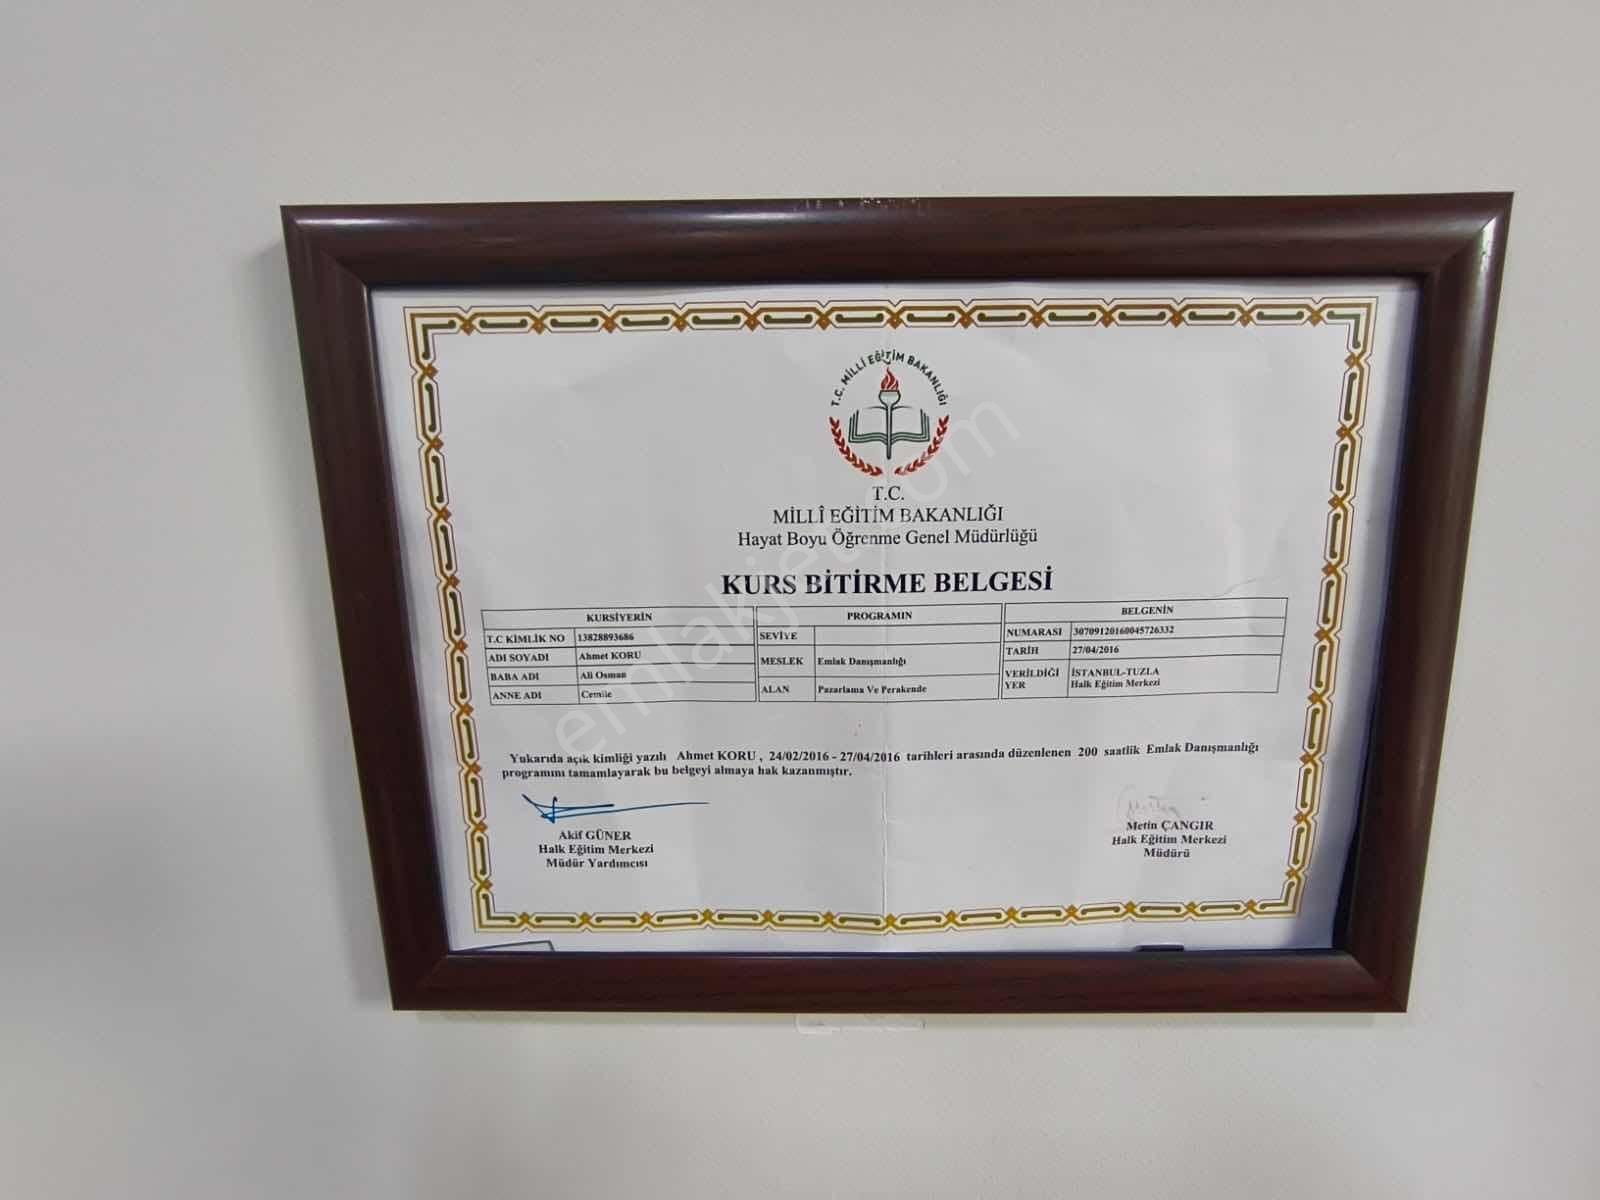 T.C. MİLLİ EĞİTİM BAKANLIĞI
T.C.
MİLLÎ EĞİTİM BAKANLIĞI
Hayat Boyu Öğrenme Genel Müdürlüğü
KURS BİTİRME BELGESİ
KURSİYERİN
T.C KİMLİK NO 13828893686
ADI SOYADI Ahmet KORU
BABA ADI Ali Osman
ANNE ADI Cemile
PROGRAMIN
SEVİYE
MESLEK Emlak Danışmanlığı
ALAN Pazarlama Ve Perakende
BELGENİN
NUMARASI 30709120160045726332
TARİH 27/04/2016
VERİLDİĞİ YER İSTANBUL-TUZLA
Halk Eğitim Merkezi
Yukarıda açık kimliği yazılı Ahmet KORU , 24/02/2016 - 27/04/2016 tarihleri arasında düzenlenen 200 saatlik Emlak Danışmanlığı
programını tamamlayarak bu belgeyi almaya hak kazanmıştır.
Akif GÜNER
Halk Eğitim Merkezi
Müdür Yardımcısı
Metin ÇANGIR
Halk Eğitim Merkezi
Müdürü
emlakjet.com